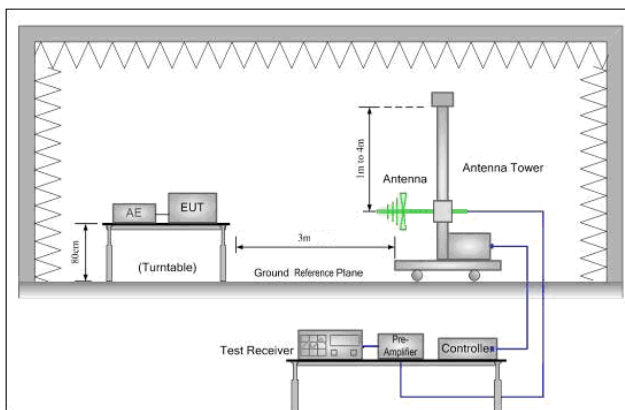 1m to 4m
Antenna Tower
Antenna
AE
EUT
3m
80cm
(Turntable)
Ground Reference Plane
Test Receiver
Pre-
Amplifier
Controller